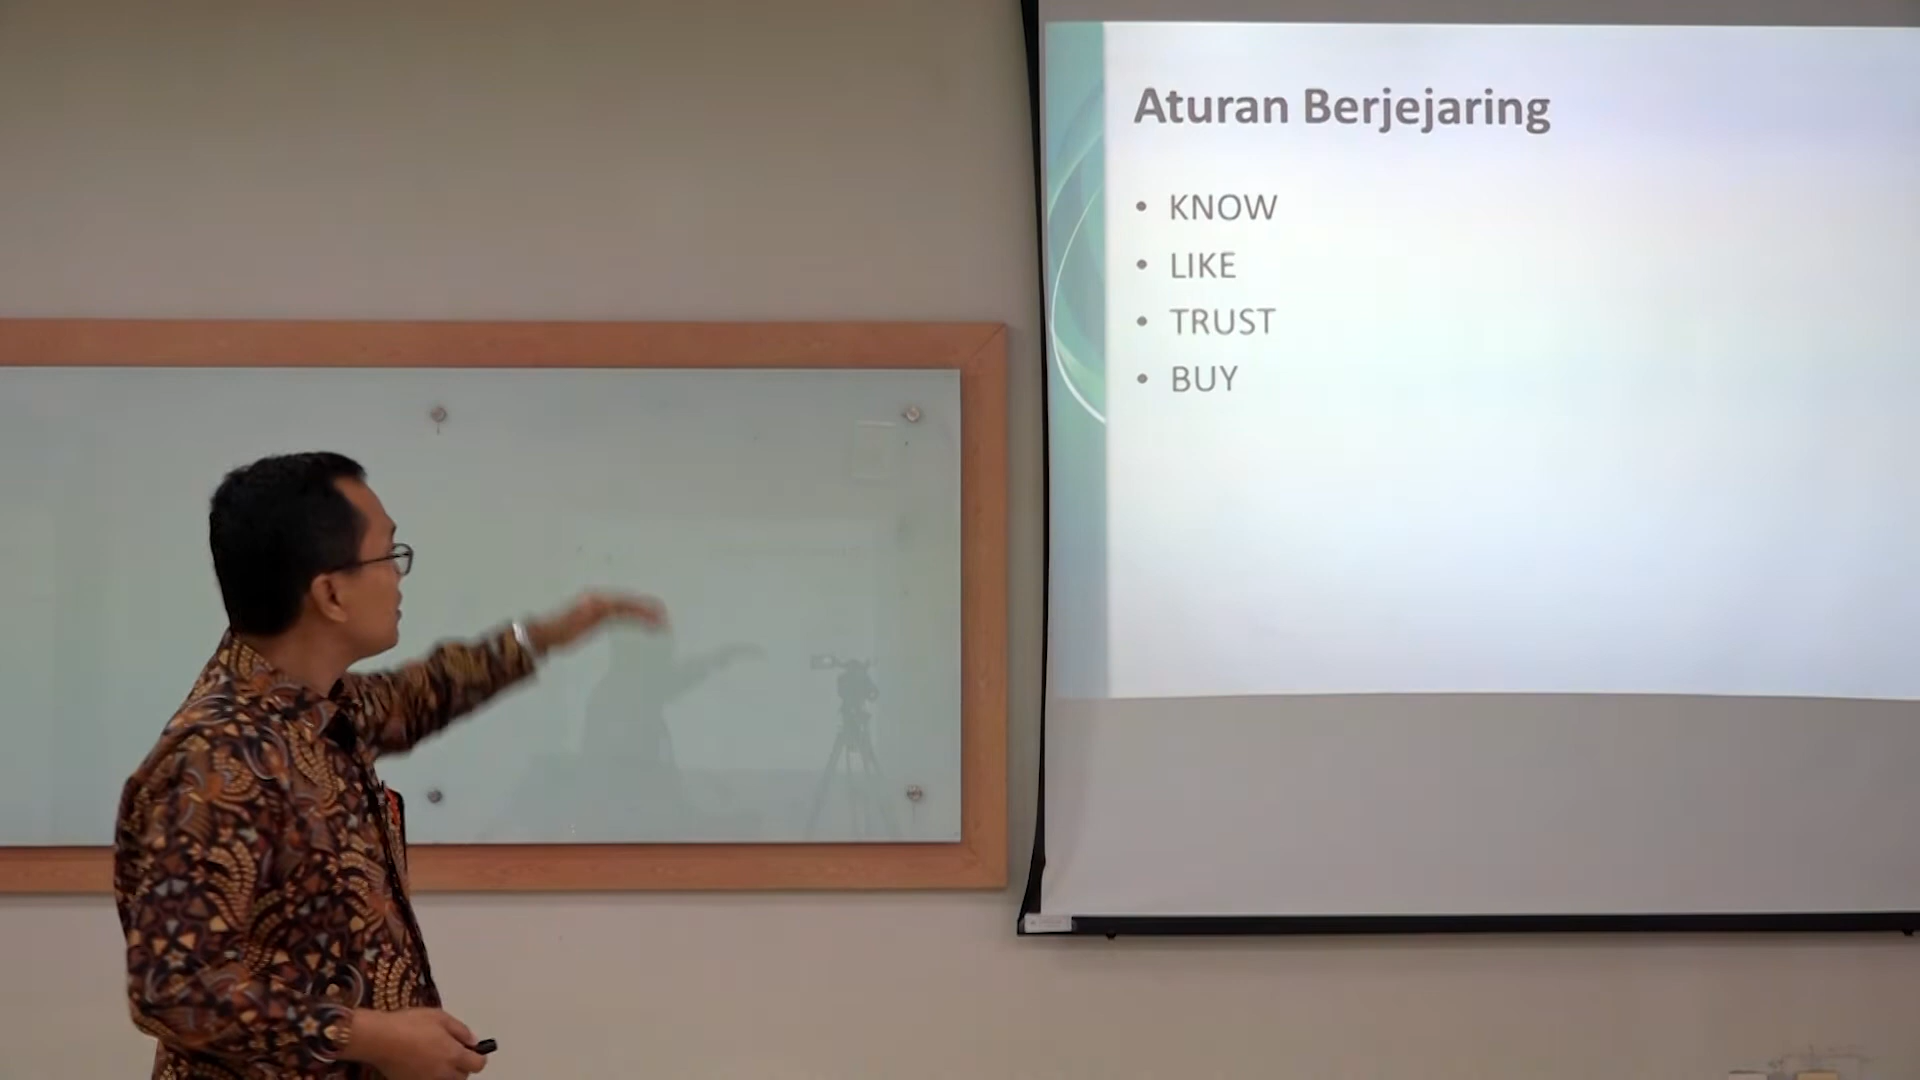 Aturan Berjejaring
• KNOW
• LIKE
• TRUST
• BUY